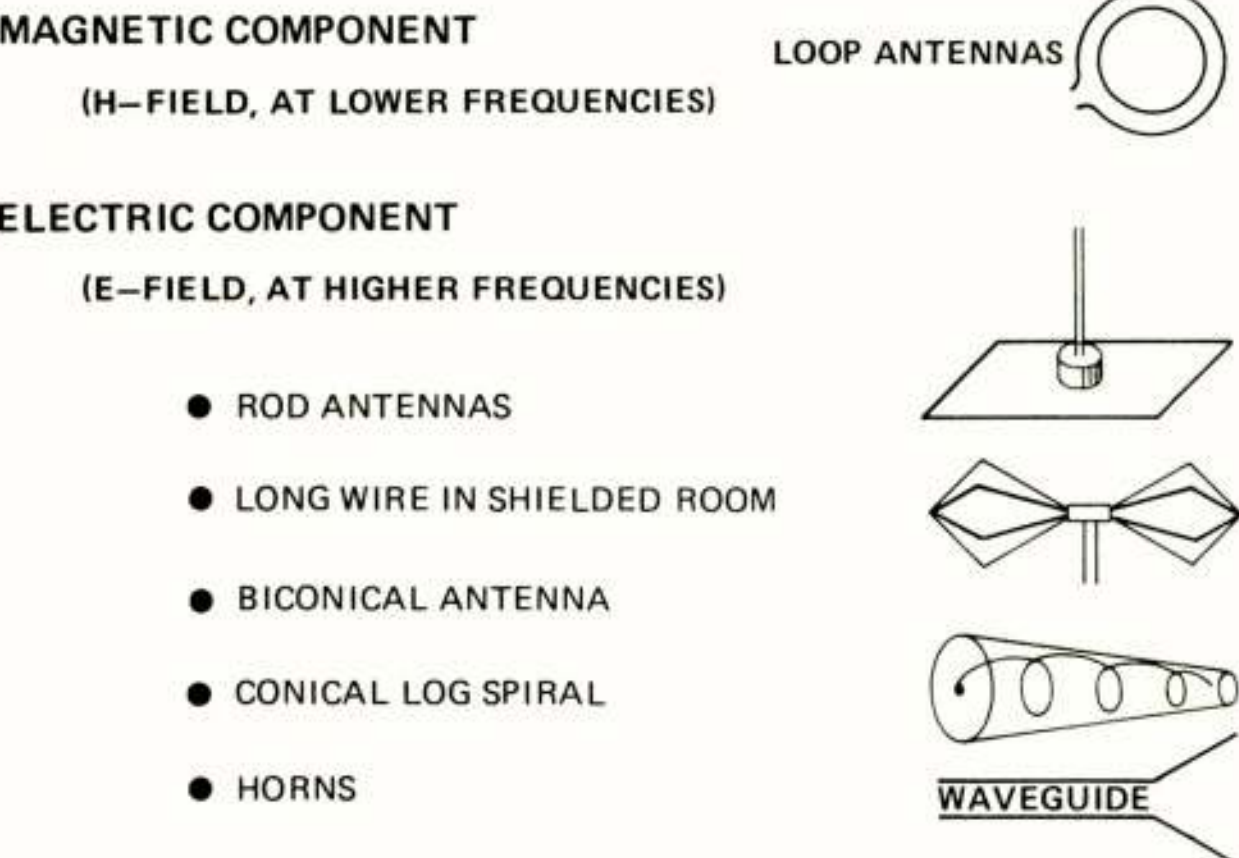 MAGNETIC COMPONENT
LOOP ANTENNAS
(H—FIELD, AT LOWER FREQUENCIES)
ELECTRIC COMPONENT
(E—FIELD, AT HIGHER FREQUENCIES)
● ROD ANTENNAS
● LONG WIRE IN SHIELDED ROOM
● BICONICAL ANTENNA
● CONICAL LOG SPIRAL
● HORNS
WAVEGUIDE